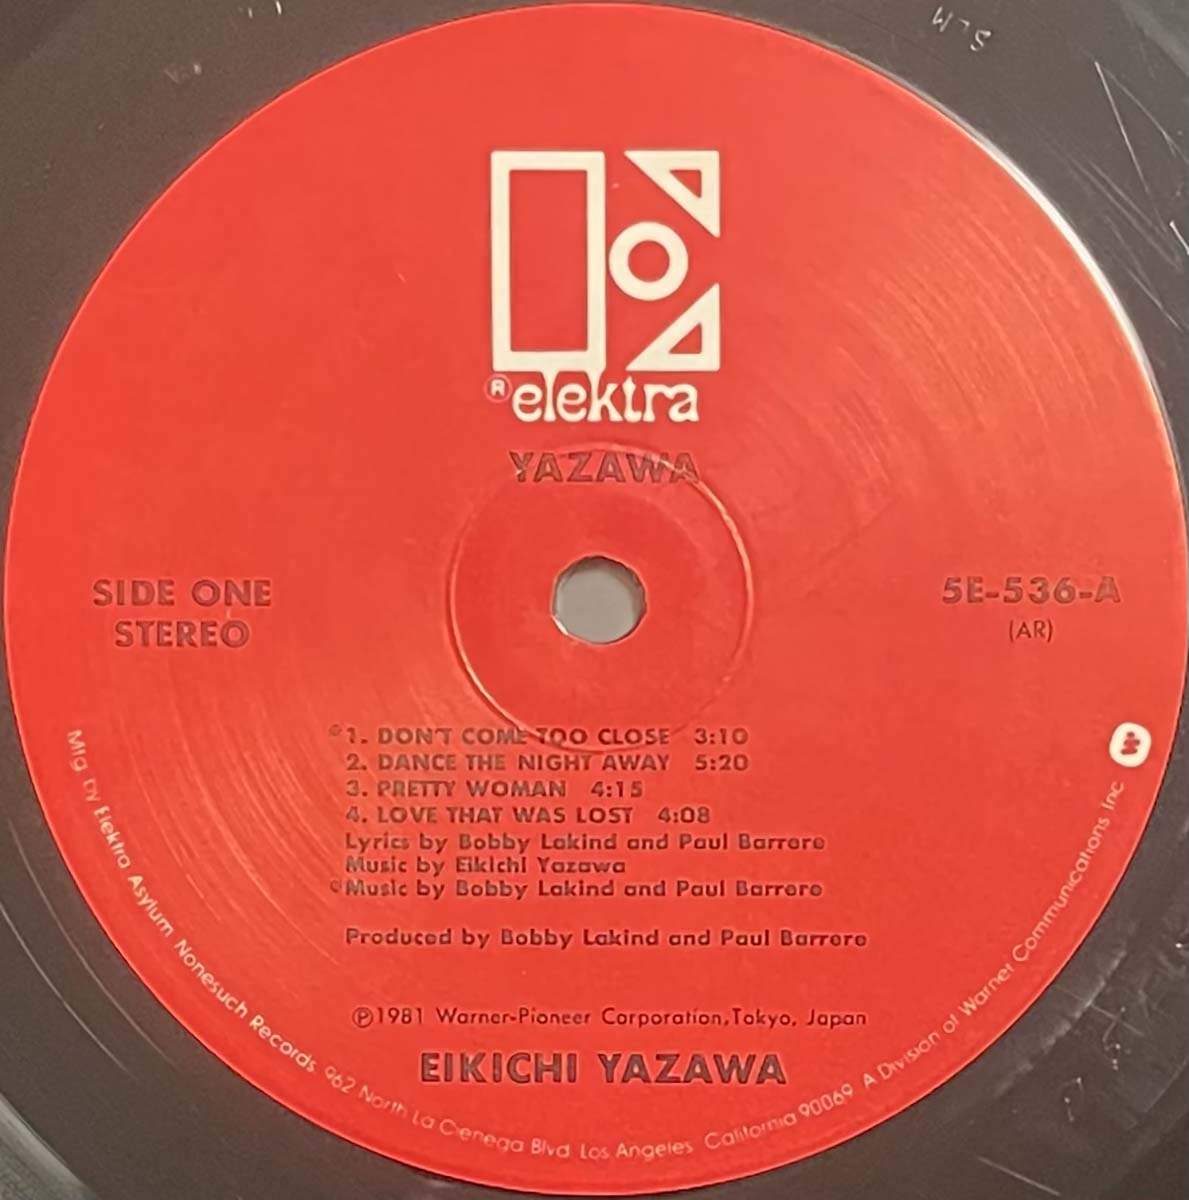 SLM
® elektra
YAZAWA
SIDE ONE
STEREO
5E-536-A
(AR)
1. DON'T COME TOO CLOSE 3:10
2. DANCE THE NIGHT AWAY 5:20
3. PRETTY WOMAN 4:15
4. LOVE THAT WAS LOST 4:08
Lyrics by Bobby Lakind and Paul Barrere
Music by Eikichi Yazawa
Music by Bobby Lakind and Paul Barrere
Produced by Bobby Lakind and Paul Barrere
℗1981 Warner-Pioneer Corporation, Tokyo, Japan
EIKICHI YAZAWA
Mfg by Elektra Asylum Nonesuch Records 962 North La Cienega Blvd Los Angeles California 90069 A Division of Warner Communications Inc